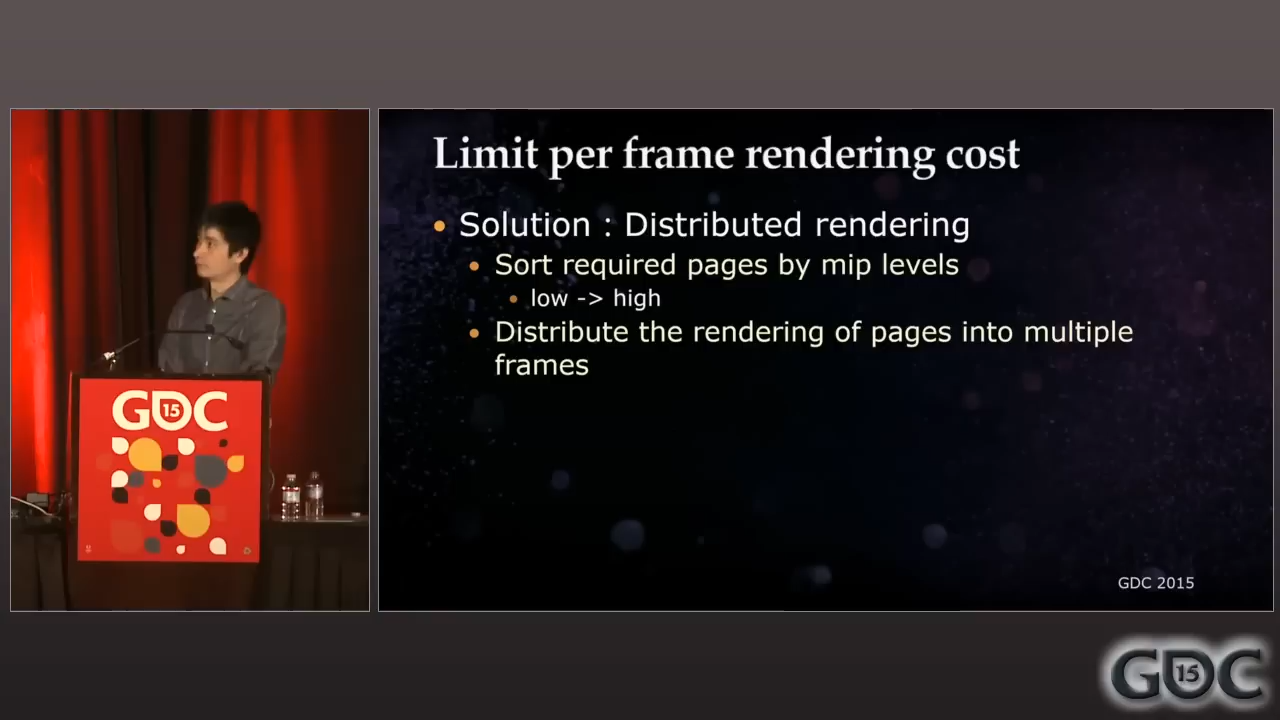 Limit per frame rendering cost
Solution : Distributed rendering
Sort required pages by mip levels
low -> high
Distribute the rendering of pages into multiple
frames
GDC 2015
GDC 15
GDC 15